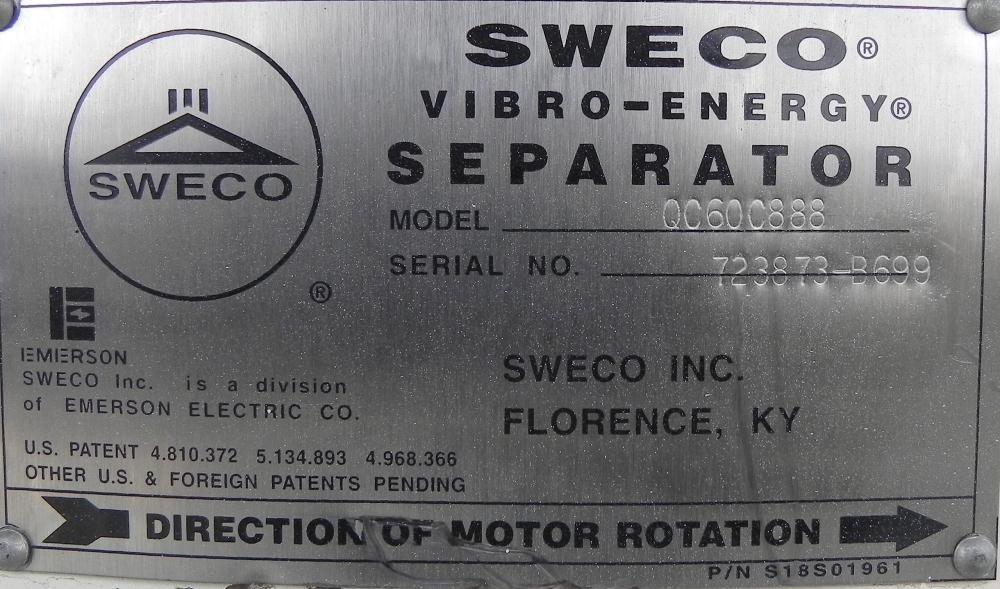 SWECO®
VIBRO-ENERGY®
SEPARATOR
SWECO
®
MODEL QC60C888
SERIAL NO. 723873-B699
EMERSON
SWECO Inc. is a division
of EMERSON ELECTRIC CO.
SWECO INC.
FLORENCE, KY
U.S. PATENT 4.810.372 5.134.893 4.968.366
OTHER U.S. & FOREIGN PATENTS PENDING
DIRECTION OF MOTOR ROTATION
P/N S18S01961